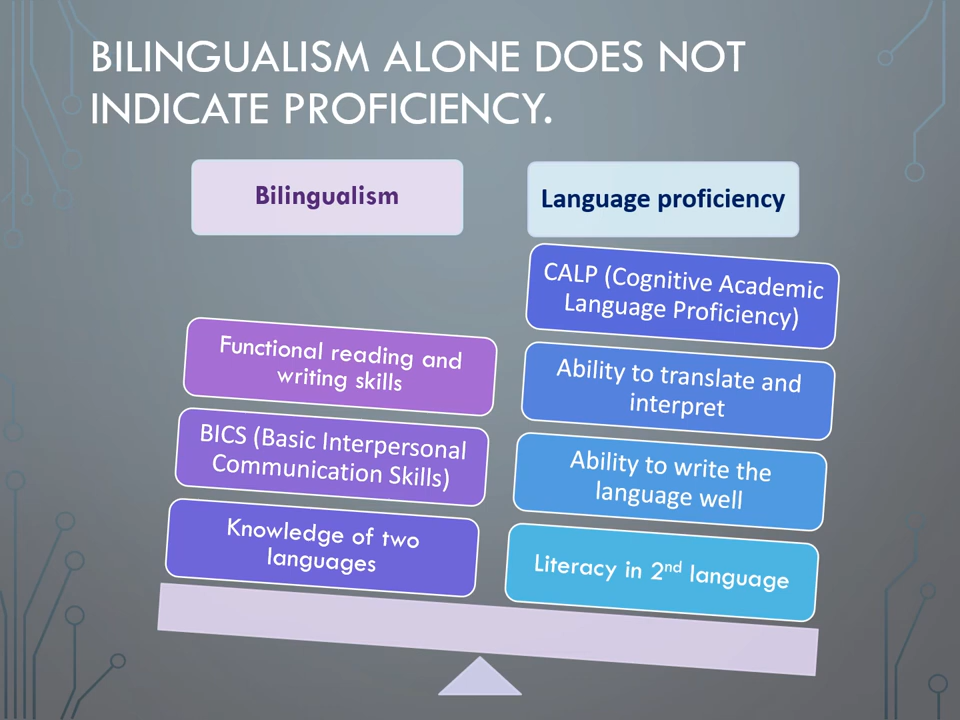 BILINGUALISM ALONE DOES NOT
INDICATE PROFICIENCY.
Bilingualism
Functional reading and
writing skills
BICS (Basic Interpersonal
Communication Skills)
Knowledge of two
languages
Language proficiency
CALP (Cognitive Academic
Language Proficiency)
Ability to translate and
interpret
Ability to write the
language well
Literacy in 2nd language